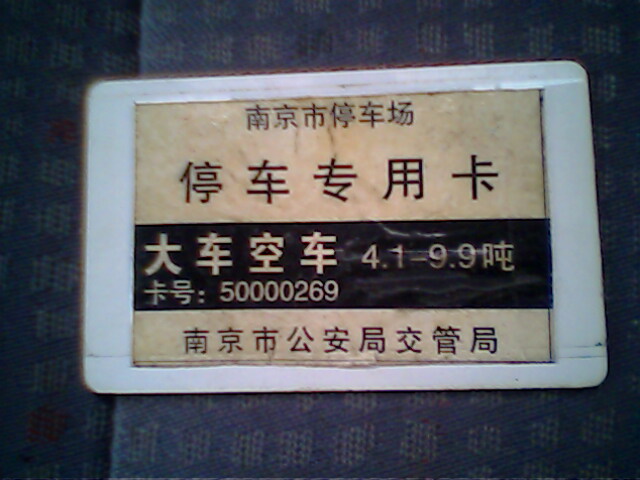 南京市停车场
停车专用卡
大车空车 4.1-9.9吨
卡号：50000269
南京市公安局交管局